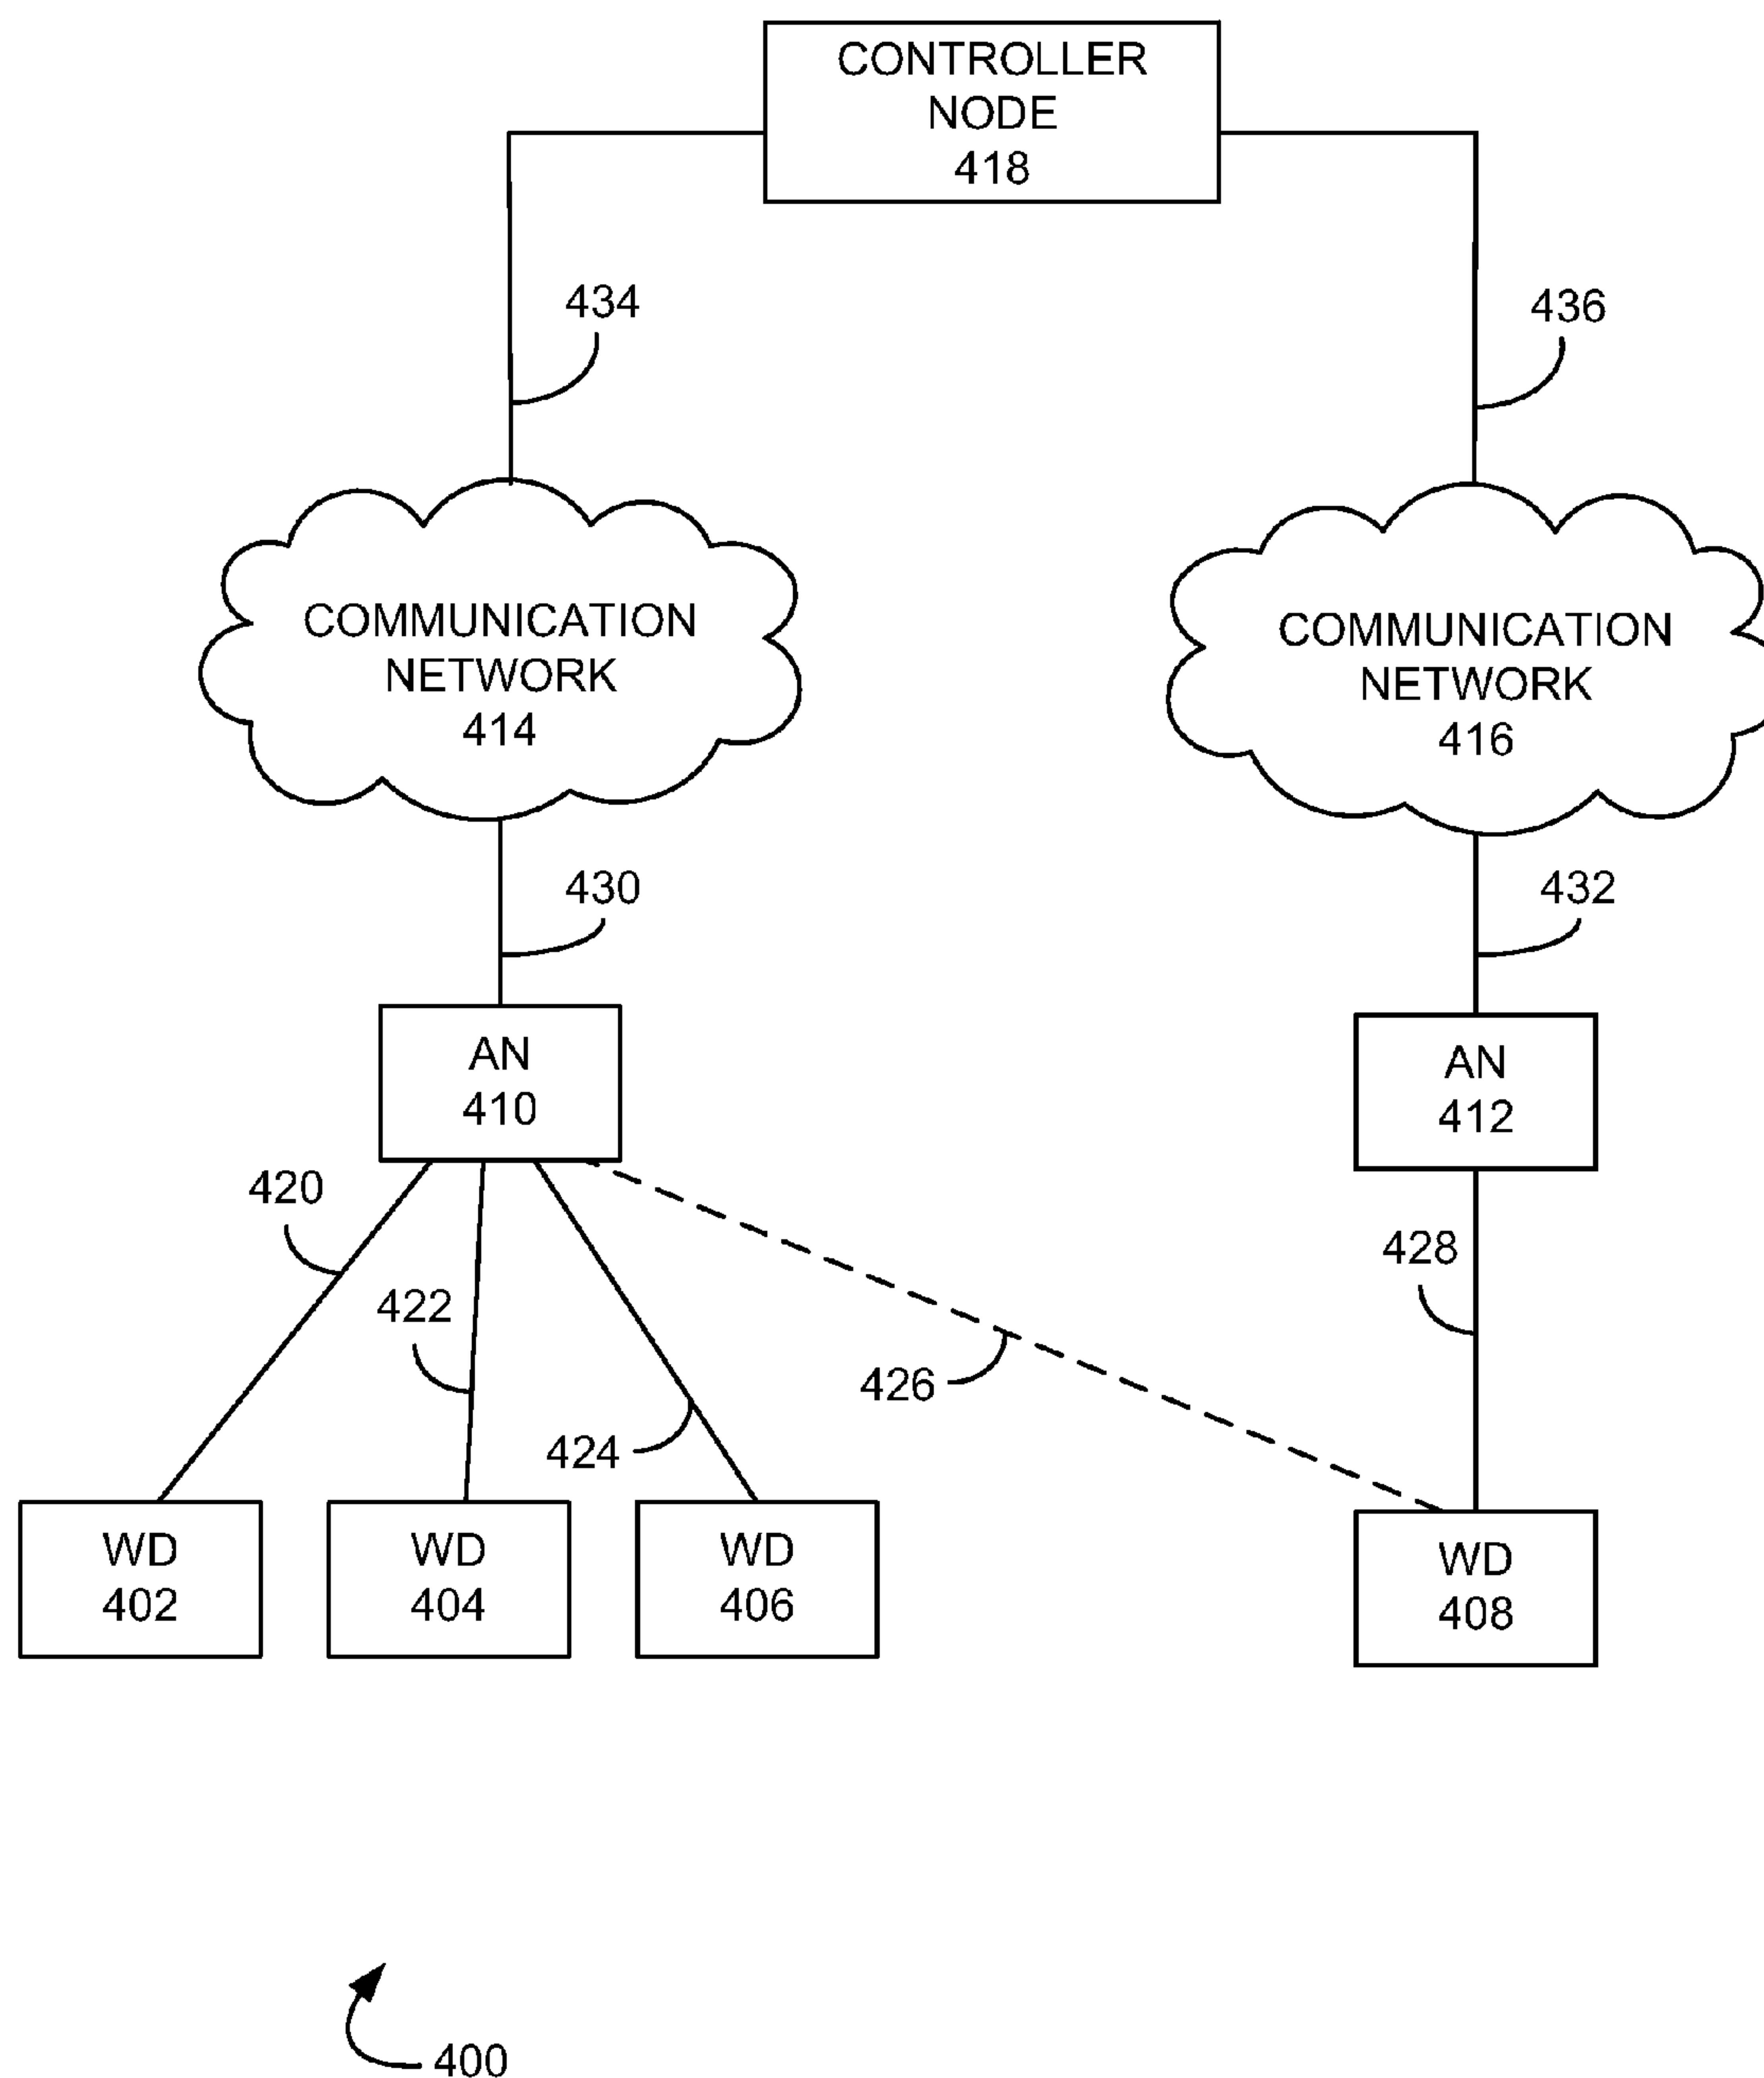 CONTROLLER
NODE
418
434
436
COMMUNICATION
NETWORK
414
COMMUNICATION
NETWORK
416
430
432
AN
410
AN
412
420
422
424
426
428
WD
402
WD
404
WD
406
WD
408
400